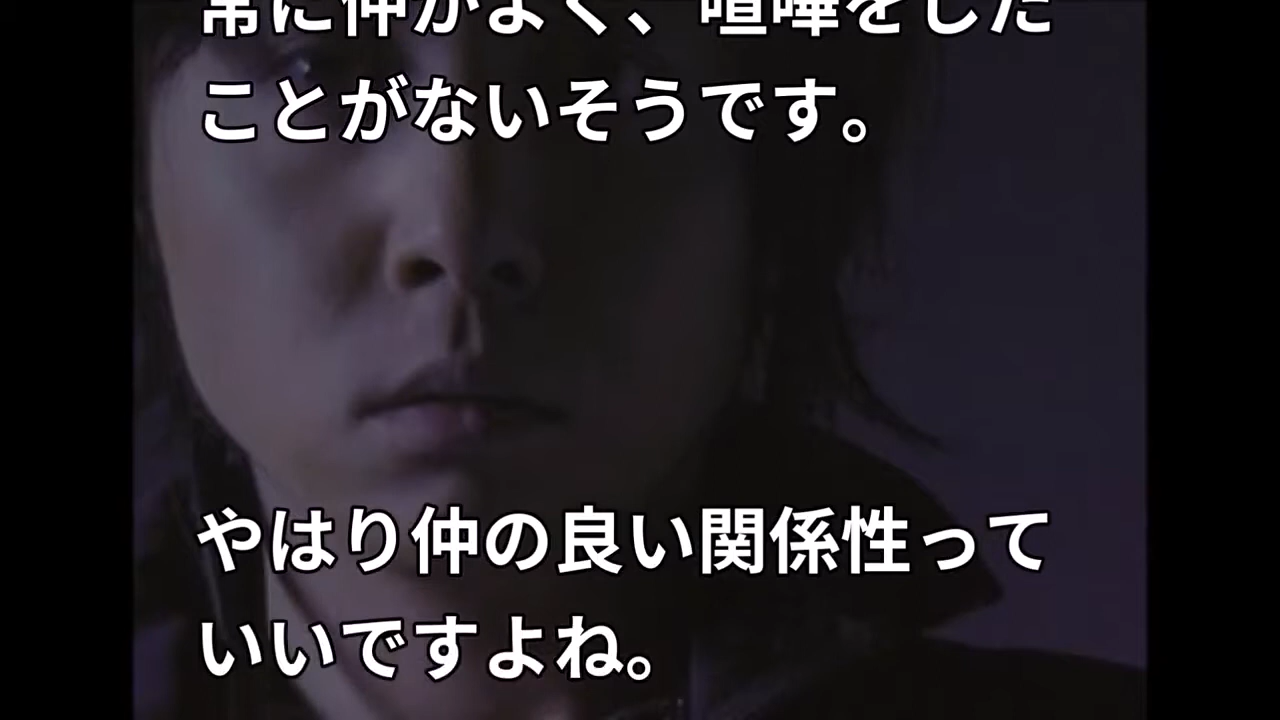 常に仲がよく、喧嘩をした
ことがないそうです。
やはり仲の良い関係性って
いいですよね。